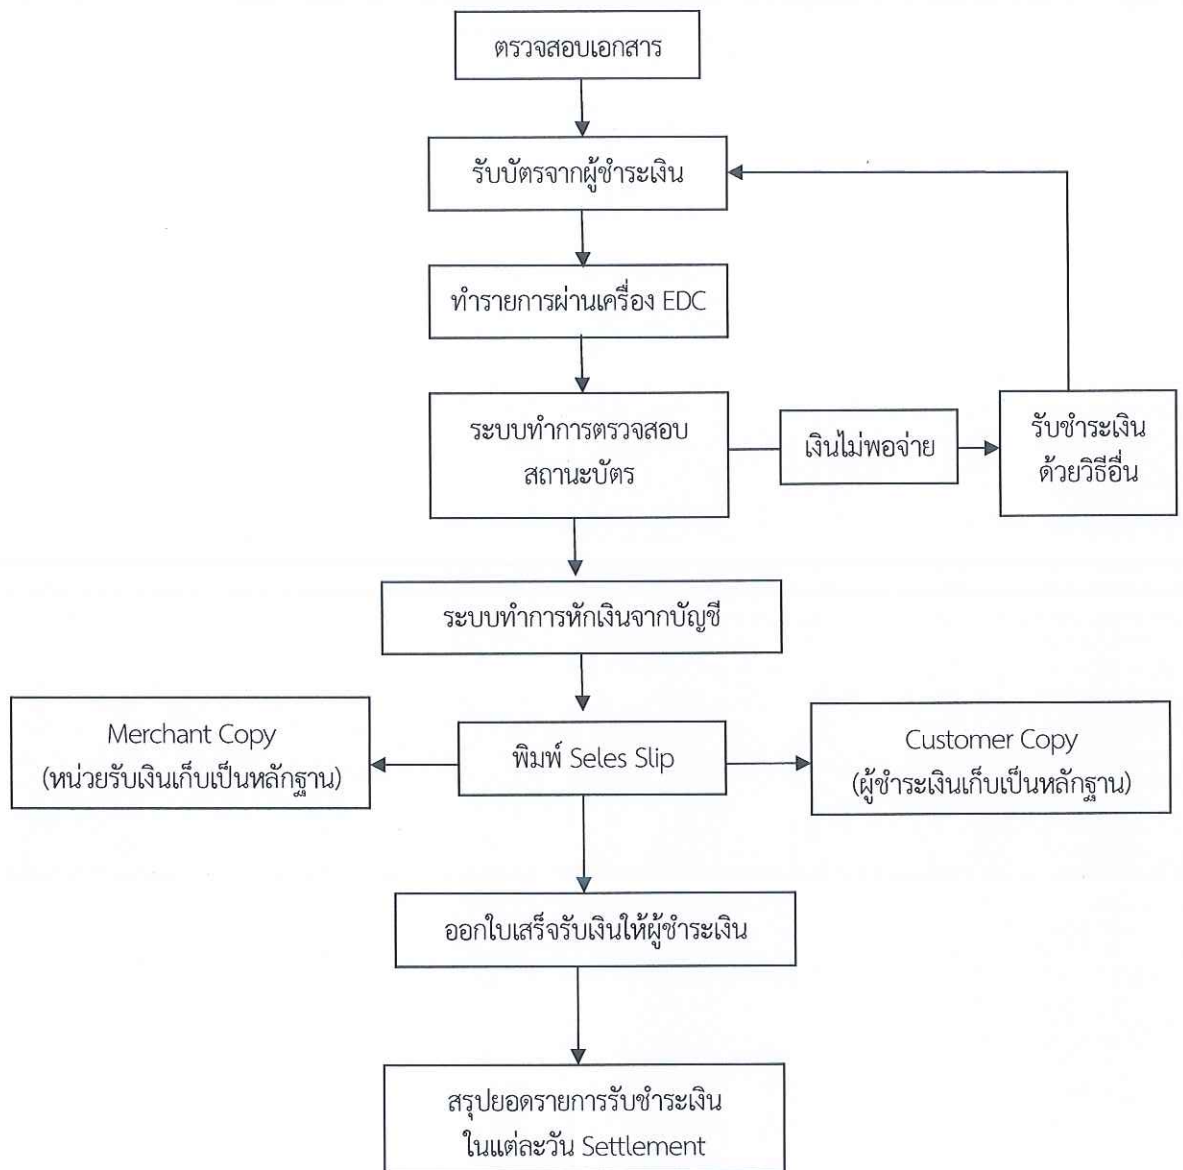 ตรวจสอบเอกสาร
รับบัตรจากผู้ชำระเงิน
ทำรายการผ่านเครื่อง EDC
ระบบทำการตรวจสอบ
สถานะบัตร
เงินไม่พอจ่าย
รับชำระเงิน
ด้วยวิธีอื่น
ระบบทำการหักเงินจากบัญชี
Merchant Copy
(หน่วยรับเงินเก็บเป็นหลักฐาน)
พิมพ์ Seles Slip
Customer Copy
(ผู้ชำระเงินเก็บเป็นหลักฐาน)
ออกใบเสร็จรับเงินให้ผู้ชำระเงิน
สรุปยอดรายการรับชำระเงิน
ในแต่ละวัน Settlement